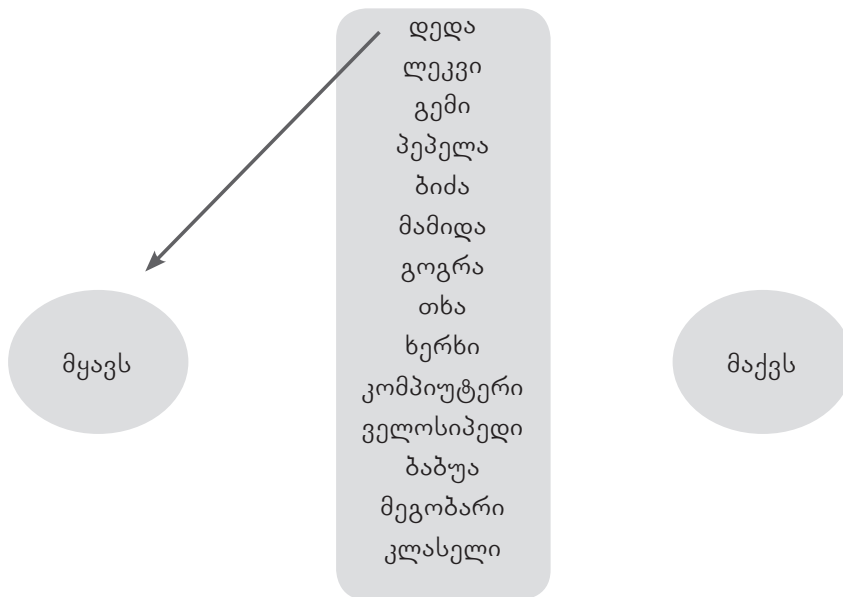 დედა
ლეკვი
გემი
პეპელა
ბიძა
მამიდა
გოგრა
თხა
ხერხი
კომპიუტერი
ველოსიპედი
ბაბუა
მეგობარი
კლასელი
მყავს
მაქვს